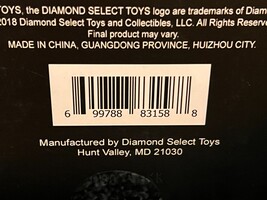 TOYS, the DIAMOND SELECT TOYS logo are trademarks of Diam
2018 Diamond Select Toys and Collectibles, LLC. All Rights Reserve
Final product may vary.
MADE IN CHINA, GUANGDONG PROVINCE, HUIZHOU CITY.
6 99788 83158 8
Manufactured by Diamond Select Toys
Hunt Valley, MD 21030